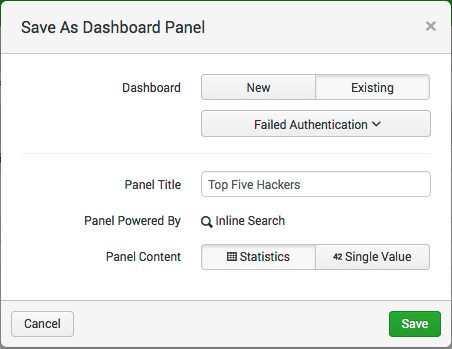 Save As Dashboard Panel ×
Dashboard New Existing
Failed Authentication
Panel Title Top Five Hackers
Panel Powered By Inline Search
Panel Content Statistics 42 Single Value
Cancel Save